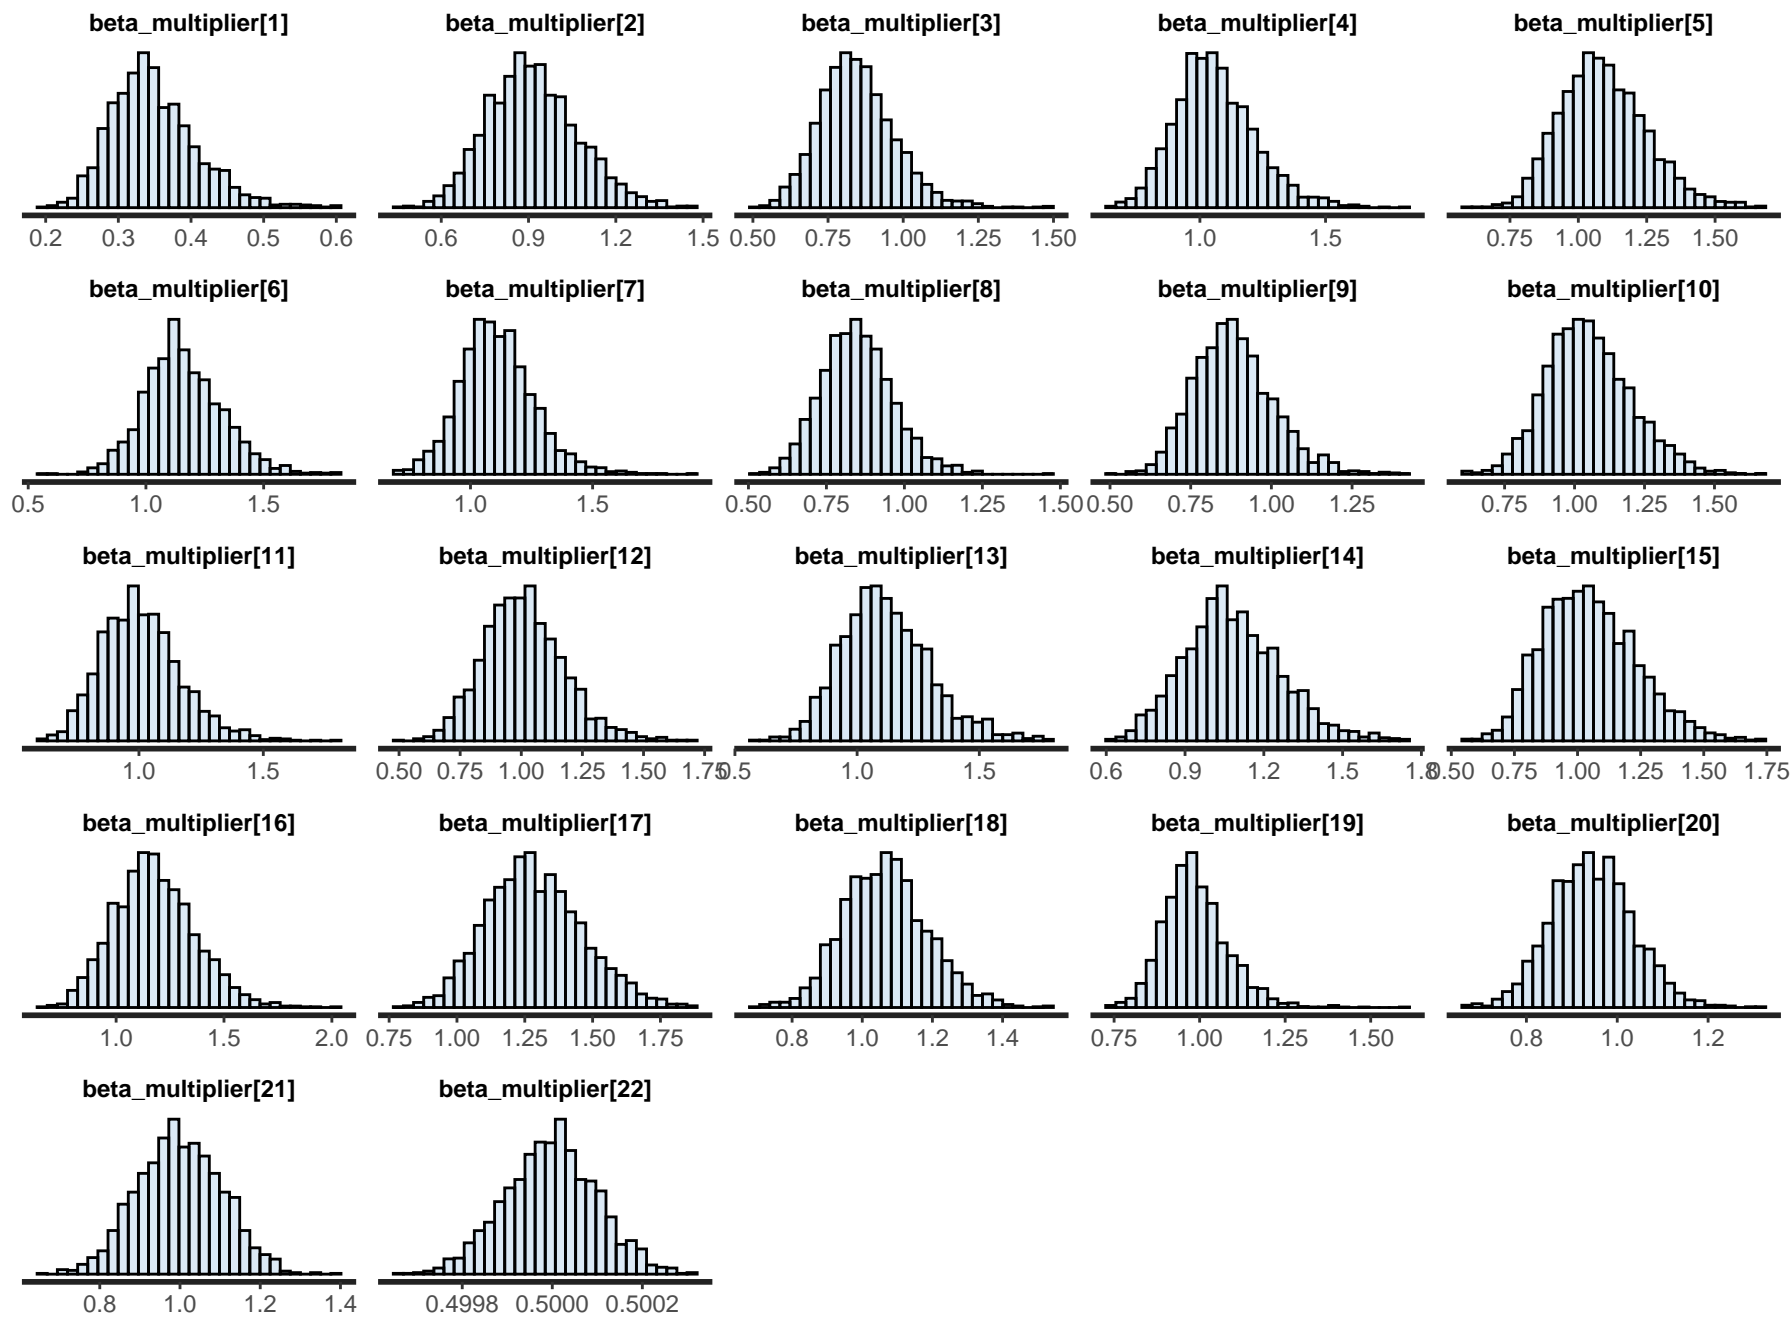 beta_multiplier[1] beta_multiplier[2] beta_multiplier[3] beta_multiplier[4] beta_multiplier[5]
0.2 0.3 0.4 0.5 0.6 0.6 0.9 1.2 1.5 0.50 0.75 1.00 1.25 1.50 1.0 1.5 0.75 1.00 1.25 1.50
beta_multiplier[6] beta_multiplier[7] beta_multiplier[8] beta_multiplier[9] beta_multiplier[10]
0.5 1.0 1.5 1.0 1.5 0.50 0.75 1.00 1.25 1.50 0.50 0.75 1.00 1.25 0.75 1.00 1.25 1.50
beta_multiplier[11] beta_multiplier[12] beta_multiplier[13] beta_multiplier[14] beta_multiplier[15]
1.0 1.5 0.50 0.75 1.00 1.25 1.50 1.75 0.5 1.0 1.5 0.6 0.9 1.2 1.5 1.8 0.50 0.75 1.00 1.25 1.50 1.75
beta_multiplier[16] beta_multiplier[17] beta_multiplier[18] beta_multiplier[19] beta_multiplier[20]
1.0 1.5 2.0 0.75 1.00 1.25 1.50 1.75 0.8 1.0 1.2 1.4 0.75 1.00 1.25 1.50 0.8 1.0 1.2
beta_multiplier[21] beta_multiplier[22]
0.8 1.0 1.2 1.4 0.4998 0.5000 0.5002